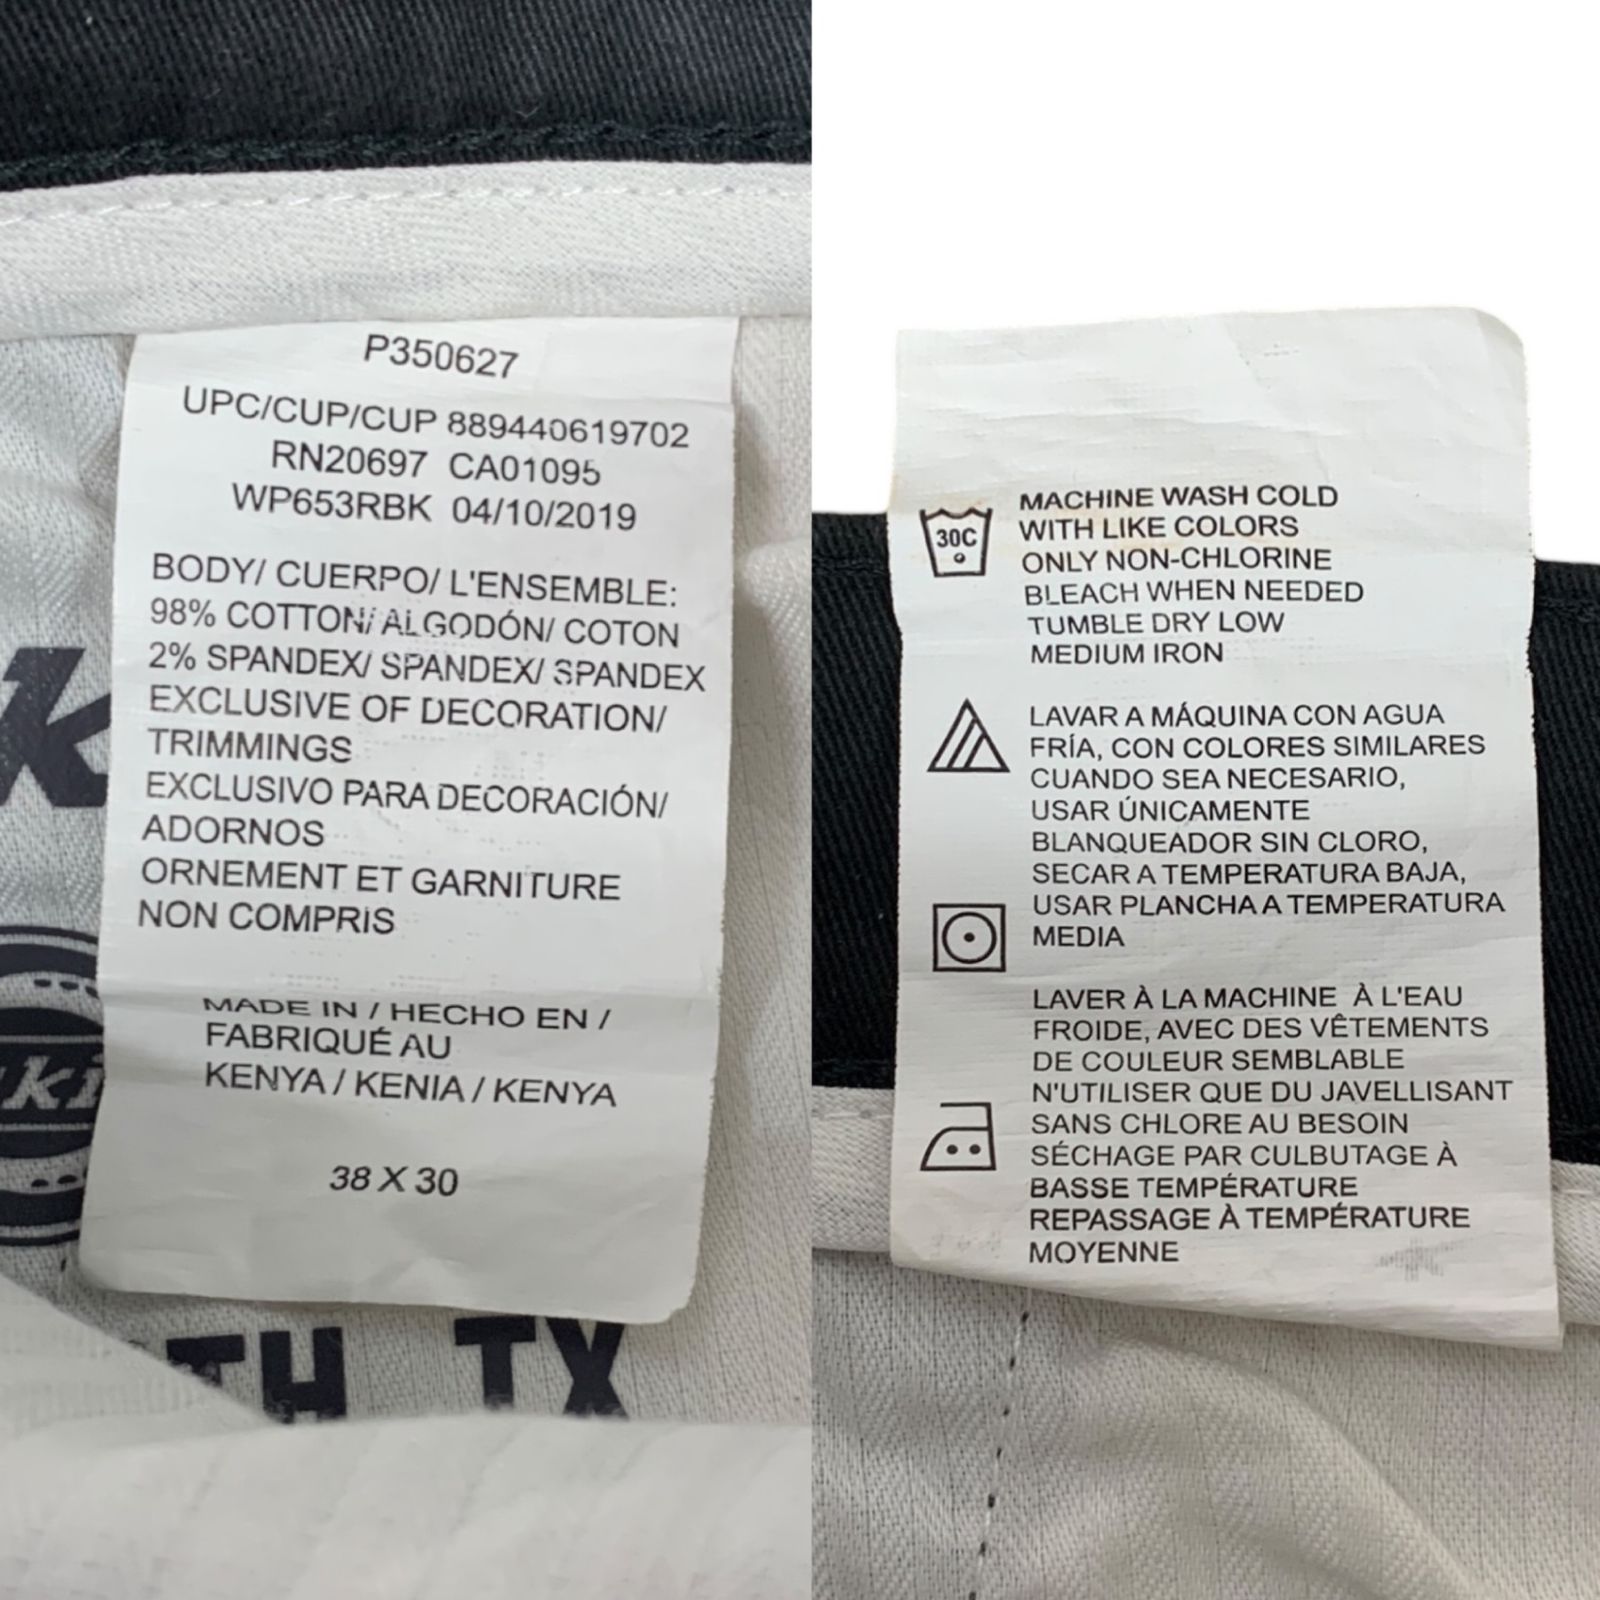 P350627
UPC/CUP/CUP 889440619702
RN20697 CA01095
WP653RBK 04/10/2019
BODY/ CUERPO/ L'ENSEMBLE:
98% COTTON/ ALGODÓN/ COTON
2% SPANDEX/ SPANDEX/ SPANDEX
EXCLUSIVE OF DECORATION/
TRIMMINGS
EXCLUSIVO PARA DECORACIÓN/
ADORNOS
ORNEMENT ET GARNITURE
NON COMPRIS
MADE IN / HECHO EN /
FABRIQUÉ AU
KENYA / KENIA / KENYA
38 X 30
TH TX
30C
MACHINE WASH COLD
WITH LIKE COLORS
ONLY NON-CHLORINE
BLEACH WHEN NEEDED
TUMBLE DRY LOW
MEDIUM IRON
LAVAR A MÁQUINA CON AGUA
FRÍA, CON COLORES SIMILARES
CUANDO SEA NECESARIO,
USAR ÚNICAMENTE
BLANQUEADOR SIN CLORO,
SECAR A TEMPERATURA BAJA,
USAR PLANCHA A TEMPERATURA
MEDIA
LAVER À LA MACHINE À L'EAU
FROIDE, AVEC DES VÊTEMENTS
DE COULEUR SEMBLABLE
N'UTILISER QUE DU JAVELLISANT
SANS CHLORE AU BESOIN
SÉCHAGE PAR CULBUTAGE À
BASSE TEMPÉRATURE
REPASSAGE À TEMPÉRATURE
MOYENNE